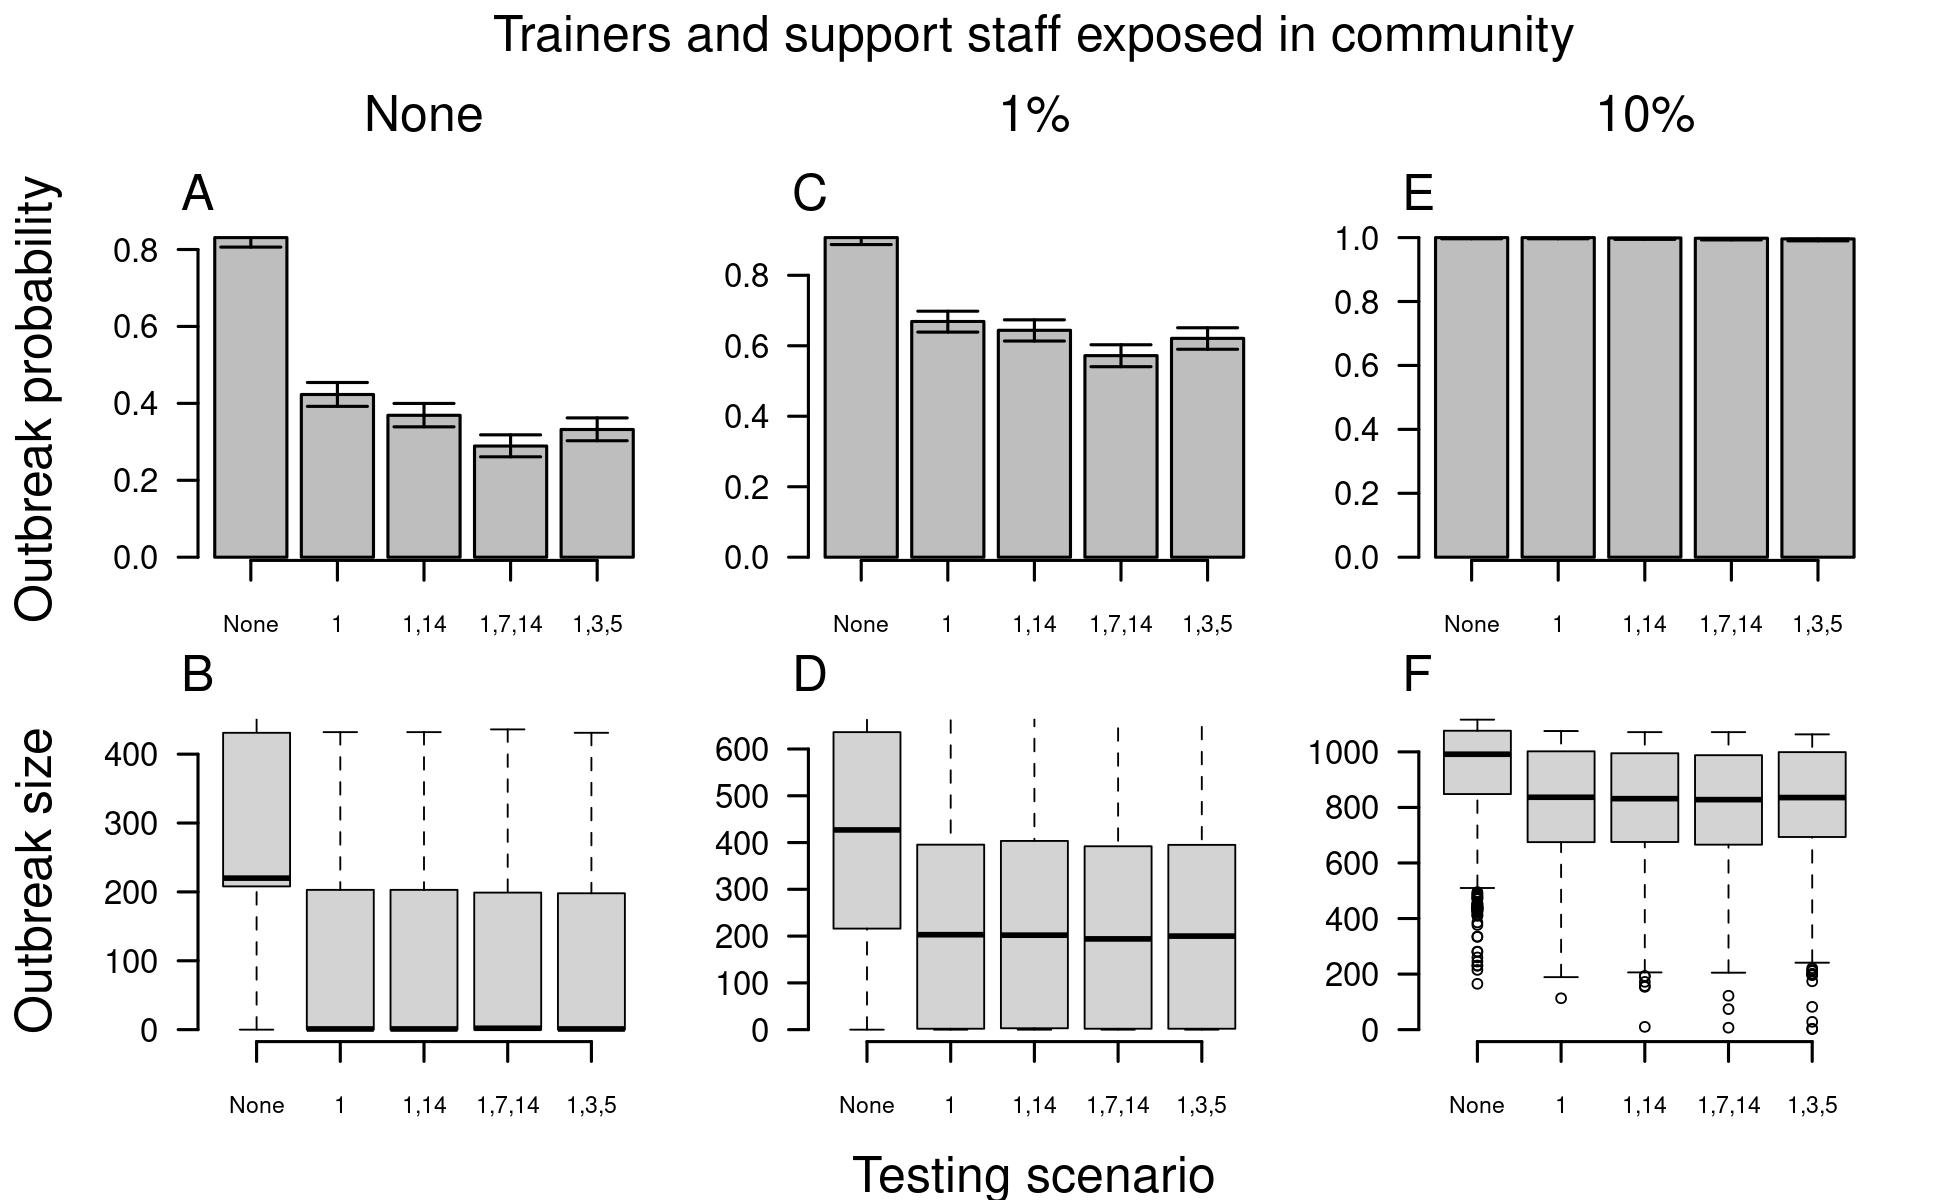 Trainers and support staff exposed in community
None
1%
10%
Outbreak probability
A
0.8
0.6
0.4
0.2
0.0
None 1 1,14 1,7,14 1,3,5
C
0.8
0.6
0.4
0.2
0.0
None 1 1,14 1,7,14 1,3,5
E
1.0
0.8
0.6
0.4
0.2
0.0
None 1 1,14 1,7,14 1,3,5
Outbreak size
B
400
300
200
100
0
None 1 1,14 1,7,14 1,3,5
D
600
500
400
300
200
100
0
None 1 1,14 1,7,14 1,3,5
F
1000
800
600
400
200
0
None 1 1,14 1,7,14 1,3,5
Testing scenario